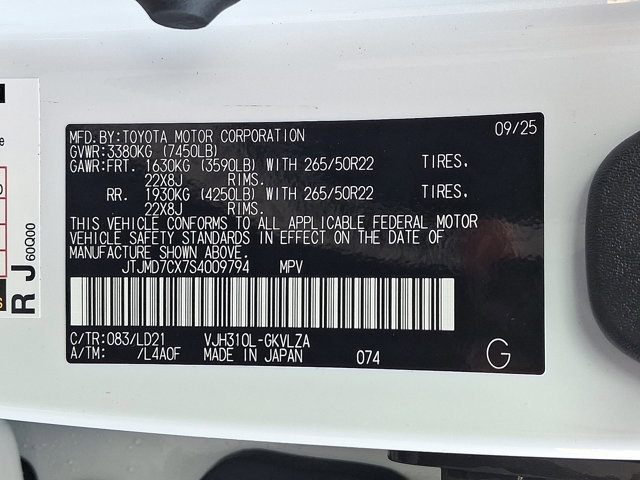 MFD.BY:TOYOTA MOTOR CORPORATION 09/25
GVWR:3380KG (7450LB)
GAWR:FRT. 1630KG (3590LB) WITH 265/50R22 TIRES.
22X8J RIMS.
RR. 1930KG (4250LB) WITH 265/50R22 TIRES.
22X8J RIMS.
THIS VEHICLE CONFORMS TO ALL APPLICABLE FEDERAL MOTOR
VEHICLE SAFETY STANDARDS IN EFFECT ON THE DATE OF
MANUFACTURE SHOWN ABOVE.
JTJMD7CX7S4009794 MPV
C/TR:083/LD21 VJH310L-GKVLZA
A/TM: /L4A0F MADE IN JAPAN 074 G
RJ 60Q00